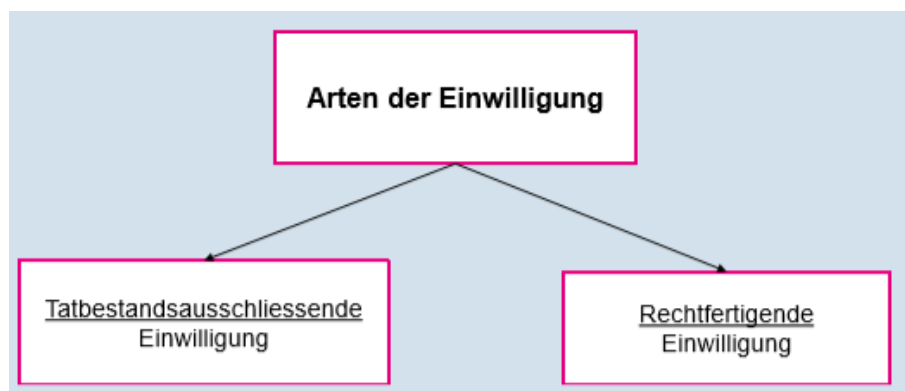 Arten der Einwilligung
Tatbestandsausschliessende
Einwilligung
Rechtfertigende
Einwilligung